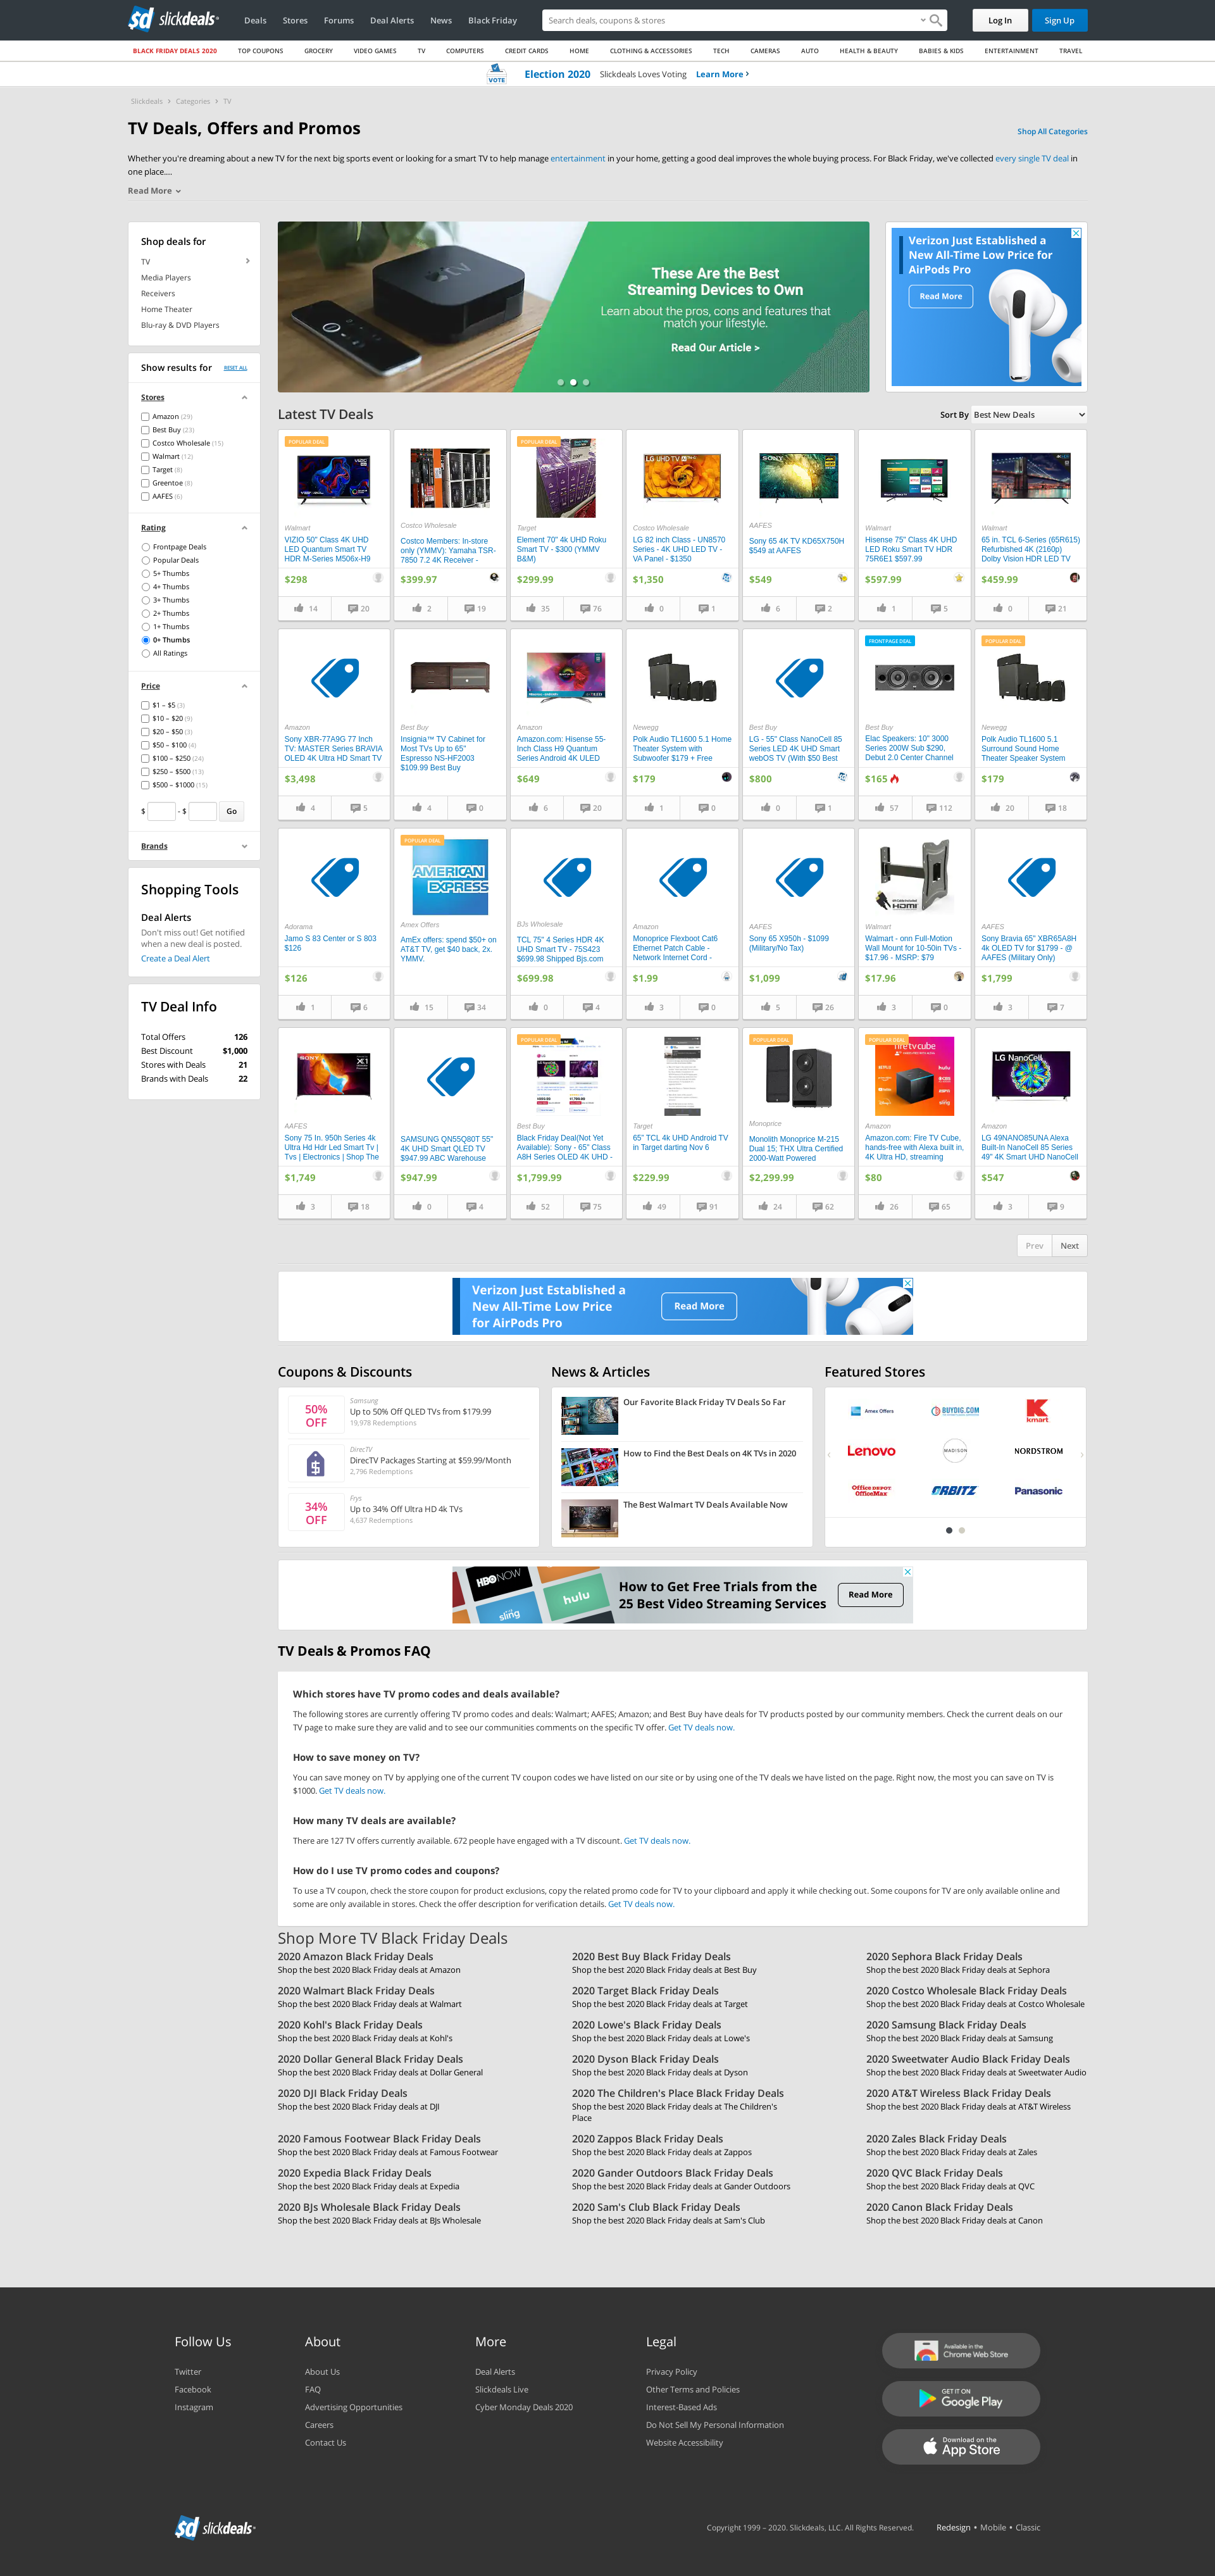 slickdeals
Deals
Stores
Forums
Deal Alerts
News
Black Friday
Search deals, coupons & stores
Log In
Sign Up
BLACK FRIDAY DEALS 2020
TOP COUPONS
GROCERY
VIDEO GAMES
TV
COMPUTERS
CREDIT CARDS
HOME
CLOTHING & ACCESSORIES
TECH
CAMERAS
AUTO
HEALTH & BEAUTY
BABIES & KIDS
ENTERTAINMENT
TRAVEL
VOTE
Election 2020 Slickdeals Loves Voting Learn More
Slickdeals > Categories > TV
TV Deals, Offers and Promos
Shop All Categories
Whether you're dreaming about a new TV for the next big sports event or looking for a smart TV to help manage entertainment in your home, getting a good deal improves the whole buying process. For Black Friday, we've collected every single TV deal in
one place....
Read More
Shop deals for
TV
Media Players
Receivers
Home Theater
Blu-ray & DVD Players
Show results for
RESET ALL
Stores
Amazon (29)
Best Buy (23)
Costco Wholesale (15)
Walmart (12)
Target (8)
Greentoe (8)
AAFES (6)
Rating
Frontpage Deals
Popular Deals
5+ Thumbs
4+ Thumbs
3+ Thumbs
2+ Thumbs
1+ Thumbs
0+ Thumbs
All Ratings
Price
$1 – $5 (3)
$10 – $20 (9)
$20 – $50 (3)
$50 – $100 (4)
$100 – $250 (24)
$250 – $500 (13)
$500 – $1000 (15)
$ - $ Go
Brands
Shopping Tools
Deal Alerts
Don't miss out! Get notified
when a new deal is posted.
Create a Deal Alert
TV Deal Info
Total Offers 126
Best Discount $1,000
Stores with Deals 21
Brands with Deals 22
These Are the Best
Streaming Devices to Own
Learn about the pros, cons and features that
match your lifestyle.
Read Our Article >
Verizon Just Established a
New All-Time Low Price for
AirPods Pro
Read More
Latest TV Deals
Sort By Best New Deals
POPULAR DEAL
Walmart
VIZIO 50" Class 4K UHD
LED Quantum Smart TV
HDR M-Series M506x-H9
$298
14 20
Costco Wholesale
Costco Members: In-store
only (YMMV): Yamaha TSR-
7850 7.2 4K Receiver -
$399.97
2 19
POPULAR DEAL
Target
Element 70" 4k UHD Roku
Smart TV - $300 (YMMV
B&M)
$299.99
35 76
LG UHD TV
Costco Wholesale
LG 82 inch Class - UN8570
Series - 4K UHD LED TV -
VA Panel - $1350
$1,350
0 1
SONY
AAFES
Sony 65 4K TV KD65X750H
$549 at AAFES
$549
6 2
Walmart
Hisense 75" Class 4K UHD
LED Roku Smart TV HDR
75R6E1 $597.99
$597.99
1 5
Walmart
65 in. TCL 6-Series (65R615)
Refurbished 4K (2160p)
Dolby Vision HDR LED TV
$459.99
0 21
Amazon
Sony XBR-77A9G 77 Inch
TV: MASTER Series BRAVIA
OLED 4K Ultra HD Smart TV
$3,498
4 5
Best Buy
Insignia™ TV Cabinet for
Most TVs Up to 65"
Espresso NS-HF2003
$109.99 Best Buy
4 0
Amazon
Amazon.com: Hisense 55-
Inch Class H9 Quantum
Series Android 4K ULED
$649
6 20
Newegg
Polk Audio TL1600 5.1 Home
Theater System with
Subwoofer $179 + Free
$179
1 0
Best Buy
LG - 55" Class NanoCell 85
Series LED 4K UHD Smart
webOS TV (With $50 Best
$800
0 1
FRONTPAGE DEAL
Best Buy
Elac Speakers: 10" 3000
Series 200W Sub $290,
Debut 2.0 Center Channel
$165
57 112
POPULAR DEAL
Newegg
Polk Audio TL1600 5.1
Surround Sound Home
Theater Speaker System
$179
20 18
Adorama
Jamo S 83 Center or S 803
$126
$126
1 6
POPULAR DEAL
AMERICAN
EXPRESS
Amex Offers
AmEx offers: spend $50+ on
AT&T TV, get $40 back, 2x.
YMMV.
15 34
BJs Wholesale
TCL 75" 4 Series HDR 4K
UHD Smart TV - 75S423
$699.98 Shipped Bjs.com
$699.98
0 4
Amazon
Monoprice Flexboot Cat6
Ethernet Patch Cable -
Network Internet Cord -
$1.99
3 0
AAFES
Sony 65 X950h - $1099
(Military/No Tax)
$1,099
5 26
HDMI
Walmart
Walmart - onn Full-Motion
Wall Mount for 10-50in TVs -
$17.96 - MSRP: $79
$17.96
3 0
AAFES
Sony Bravia 65" XBR65A8H
4k OLED TV for $1799 - @
AAFES (Military Only)
$1,799
3 7
SONY
X1
AAFES
Sony 75 In. 950h Series 4k
Ultra Hd Hdr Led Smart Tv |
Tvs | Electronics | Shop The
$1,749
3 18
SAMSUNG QN55Q80T 55"
4K UHD Smart QLED TV
$947.99 ABC Warehouse
$947.99
0 4
POPULAR DEAL
Best Buy
Black Friday Deal(Not Yet
Available): Sony - 65" Class
A8H Series OLED 4K UHD -
$1,799.99
52 75
Target
65" TCL 4k UHD Android TV
in Target darting Nov 6
$229.99
49 91
POPULAR DEAL
Monoprice
Monolith Monoprice M-215
Dual 15; THX Ultra Certified
2000-Watt Powered
$2,299.99
24 62
POPULAR DEAL
fire tv cube
hulu
sling
Amazon
Amazon.com: Fire TV Cube,
hands-free with Alexa built in,
4K Ultra HD, streaming
$80
26 65
LG NanoCell
Amazon
LG 49NANO85UNA Alexa
Built-In NanoCell 85 Series
49" 4K Smart UHD NanoCell
$547
3 9
Prev Next
Verizon Just Established a
New All-Time Low Price
for AirPods Pro
Read More
Coupons & Discounts
50%
OFF
Samsung
Up to 50% Off QLED TVs from $179.99
19,978 Redemptions
DirecTV
DirecTV Packages Starting at $59.99/Month
2,796 Redemptions
34%
OFF
Frys
Up to 34% Off Ultra HD 4k TVs
4,637 Redemptions
News & Articles
Our Favorite Black Friday TV Deals So Far
How to Find the Best Deals on 4K TVs in 2020
The Best Walmart TV Deals Available Now
Featured Stores
Amex Offers
BUYDIG.COM
kmart
Lenovo
MADISON
NORDSTROM
Office DEPOT
OfficeMax
ORBITZ
Panasonic
HBO NOW
sling
hulu
How to Get Free Trials from the
25 Best Video Streaming Services
Read More
TV Deals & Promos FAQ
Which stores have TV promo codes and deals available?
The following stores are currently offering TV promo codes and deals: Walmart; AAFES; Amazon; and Best Buy have deals for TV products posted by our community members. Check the current deals on our
TV page to make sure they are valid and to see our communities comments on the specific TV offer. Get TV deals now.
How to save money on TV?
You can save money on TV by applying one of the current TV coupon codes we have listed on our site or by using one of the TV deals we have listed on the page. Right now, the most you can save on TV is
$1000. Get TV deals now.
How many TV deals are available?
There are 127 TV offers currently available. 672 people have engaged with a TV discount. Get TV deals now.
How do I use TV promo codes and coupons?
To use a TV coupon, check the store coupon for product exclusions, copy the related promo code for TV to your clipboard and apply it while checking out. Some coupons for TV are only available online and
some are only available in stores. Check the offer description for verification details. Get TV deals now.
Shop More TV Black Friday Deals
2020 Amazon Black Friday Deals
Shop the best 2020 Black Friday deals at Amazon
2020 Best Buy Black Friday Deals
Shop the best 2020 Black Friday deals at Best Buy
2020 Sephora Black Friday Deals
Shop the best 2020 Black Friday deals at Sephora
2020 Walmart Black Friday Deals
Shop the best 2020 Black Friday deals at Walmart
2020 Target Black Friday Deals
Shop the best 2020 Black Friday deals at Target
2020 Costco Wholesale Black Friday Deals
Shop the best 2020 Black Friday deals at Costco Wholesale
2020 Kohl's Black Friday Deals
Shop the best 2020 Black Friday deals at Kohl's
2020 Lowe's Black Friday Deals
Shop the best 2020 Black Friday deals at Lowe's
2020 Samsung Black Friday Deals
Shop the best 2020 Black Friday deals at Samsung
2020 Dollar General Black Friday Deals
Shop the best 2020 Black Friday deals at Dollar General
2020 Dyson Black Friday Deals
Shop the best 2020 Black Friday deals at Dyson
2020 Sweetwater Audio Black Friday Deals
Shop the best 2020 Black Friday deals at Sweetwater Audio
2020 DJI Black Friday Deals
Shop the best 2020 Black Friday deals at DJI
2020 The Children's Place Black Friday Deals
Shop the best 2020 Black Friday deals at The Children's
Place
2020 AT&T Wireless Black Friday Deals
Shop the best 2020 Black Friday deals at AT&T Wireless
2020 Famous Footwear Black Friday Deals
Shop the best 2020 Black Friday deals at Famous Footwear
2020 Zappos Black Friday Deals
Shop the best 2020 Black Friday deals at Zappos
2020 Zales Black Friday Deals
Shop the best 2020 Black Friday deals at Zales
2020 Expedia Black Friday Deals
Shop the best 2020 Black Friday deals at Expedia
2020 Gander Outdoors Black Friday Deals
Shop the best 2020 Black Friday deals at Gander Outdoors
2020 QVC Black Friday Deals
Shop the best 2020 Black Friday deals at QVC
2020 BJs Wholesale Black Friday Deals
Shop the best 2020 Black Friday deals at BJs Wholesale
2020 Sam's Club Black Friday Deals
Shop the best 2020 Black Friday deals at Sam's Club
2020 Canon Black Friday Deals
Shop the best 2020 Black Friday deals at Canon
Follow Us
Twitter
Facebook
Instagram
About
About Us
FAQ
Advertising Opportunities
Careers
Contact Us
More
Deal Alerts
Slickdeals Live
Cyber Monday Deals 2020
Legal
Privacy Policy
Other Terms and Policies
Interest-Based Ads
Do Not Sell My Personal Information
Website Accessibility
Available in the
Chrome Web Store
GET IT ON
Google Play
Download on the
App Store
slickdeals
Copyright 1999 – 2020. Slickdeals, LLC. All Rights Reserved.
Redesign • Mobile • Classic